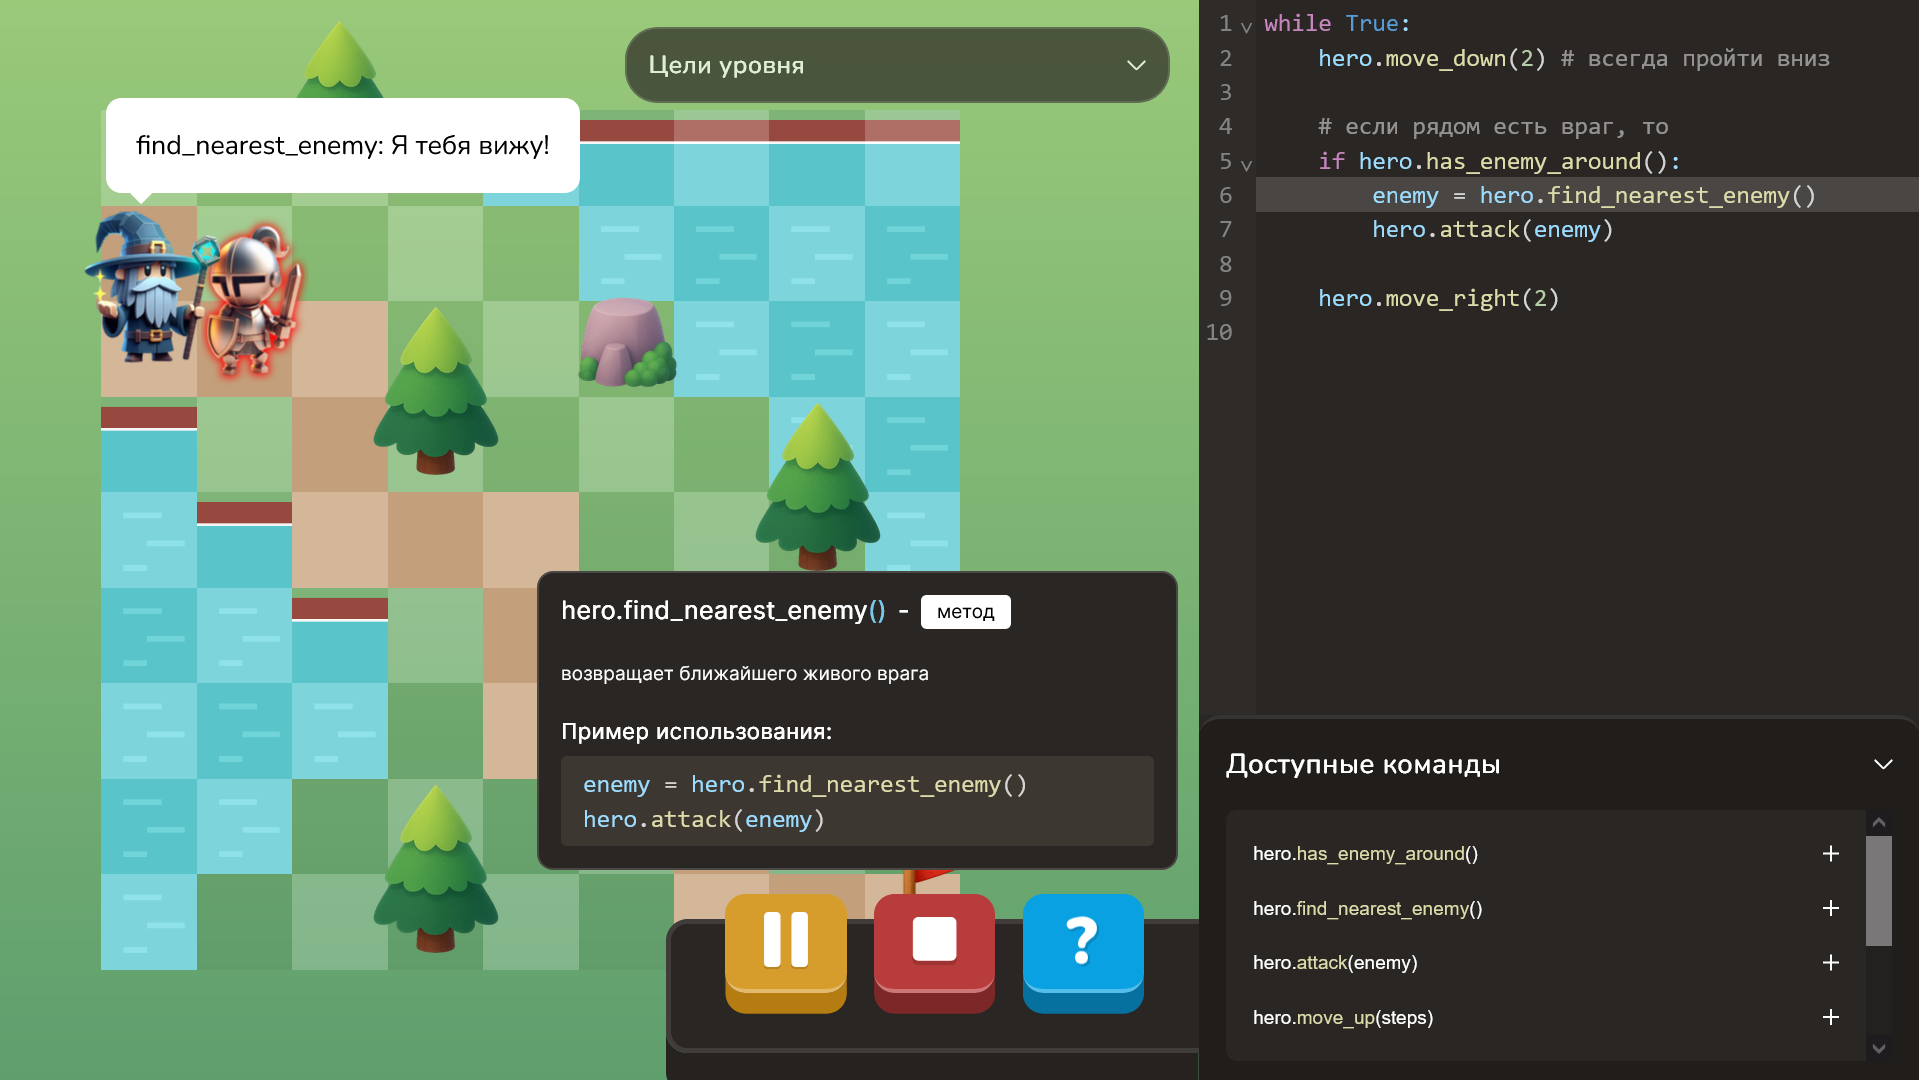 Цели уровня
find_nearest_enemy: Я тебя вижу!
hero.find_nearest_enemy() - метод
возвращает ближайшего живого врага
Пример использования:
enemy = hero.find_nearest_enemy()
hero.attack(enemy)
?
1 while True:
2 hero.move_down(2) # всегда пройти вниз
3
4 # если рядом есть враг, то
5 if hero.has_enemy_around():
6 enemy = hero.find_nearest_enemy()
7 hero.attack(enemy)
8
9 hero.move_right(2)
10
Доступные команды
hero.has_enemy_around() +
hero.find_nearest_enemy() +
hero.attack(enemy) +
hero.move_up(steps) +